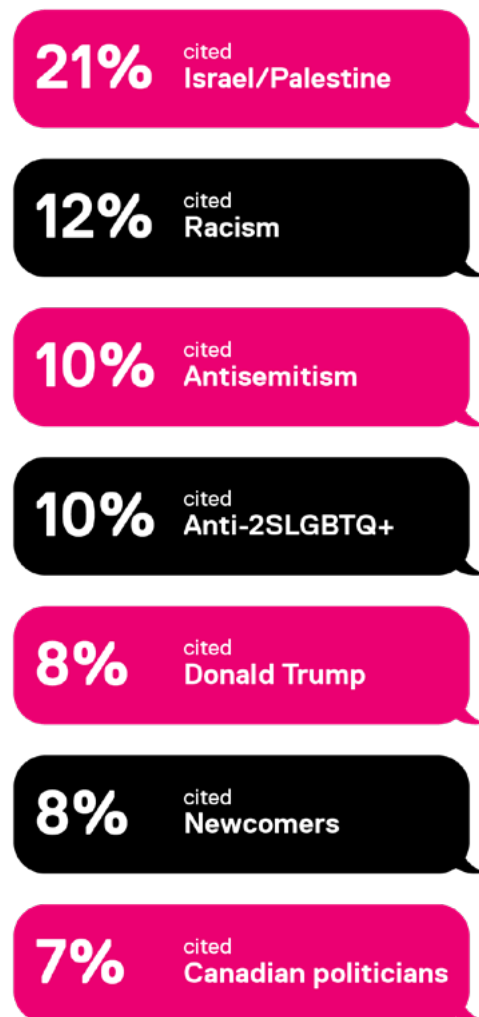 21% cited
Israel/Palestine
12% cited
Racism
10% cited
Antisemitism
10% cited
Anti-2SLGBTQ+
8% cited
Donald Trump
8% cited
Newcomers
7% cited
Canadian politicians